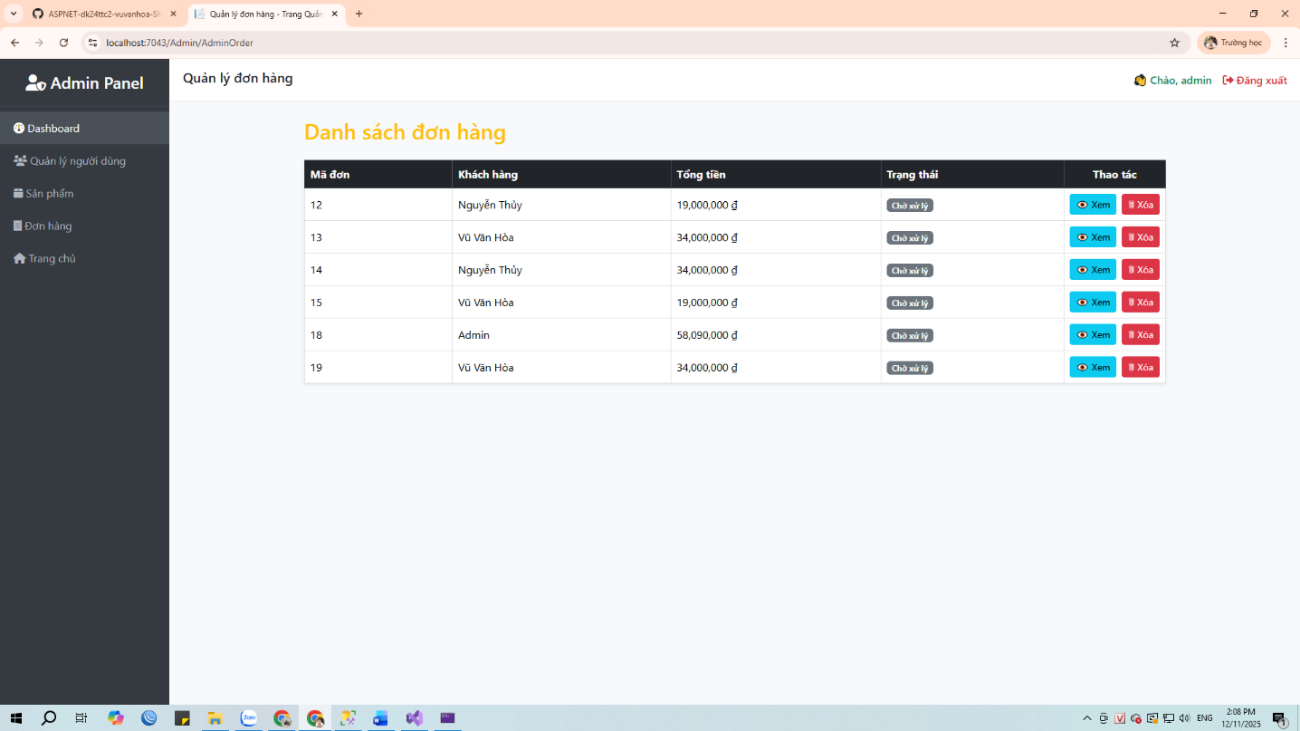 ASPNET-dk24ttc2-vuvanhoa-S
Quản lý đơn hàng - Trang Quản
localhost:7043/Admin/AdminOrder
Trường học
Admin Panel
Quản lý đơn hàng
Chào, admin Đăng xuất
Dashboard
Quản lý người dùng
Sản phẩm
Đơn hàng
Trang chủ
Danh sách đơn hàng
Mã đơn Khách hàng Tổng tiền Trạng thái Thao tác
12 Nguyễn Thủy 19,000,000 ₫ Chờ xử lý Xem Xóa
13 Vũ Văn Hòa 34,000,000 ₫ Chờ xử lý Xem Xóa
14 Nguyễn Thủy 34,000,000 ₫ Chờ xử lý Xem Xóa
15 Vũ Văn Hòa 19,000,000 ₫ Chờ xử lý Xem Xóa
18 Admin 58,090,000 ₫ Chờ xử lý Xem Xóa
19 Vũ Văn Hòa 34,000,000 ₫ Chờ xử lý Xem Xóa
Zalo
ENG
2:08 PM
12/11/2025
1